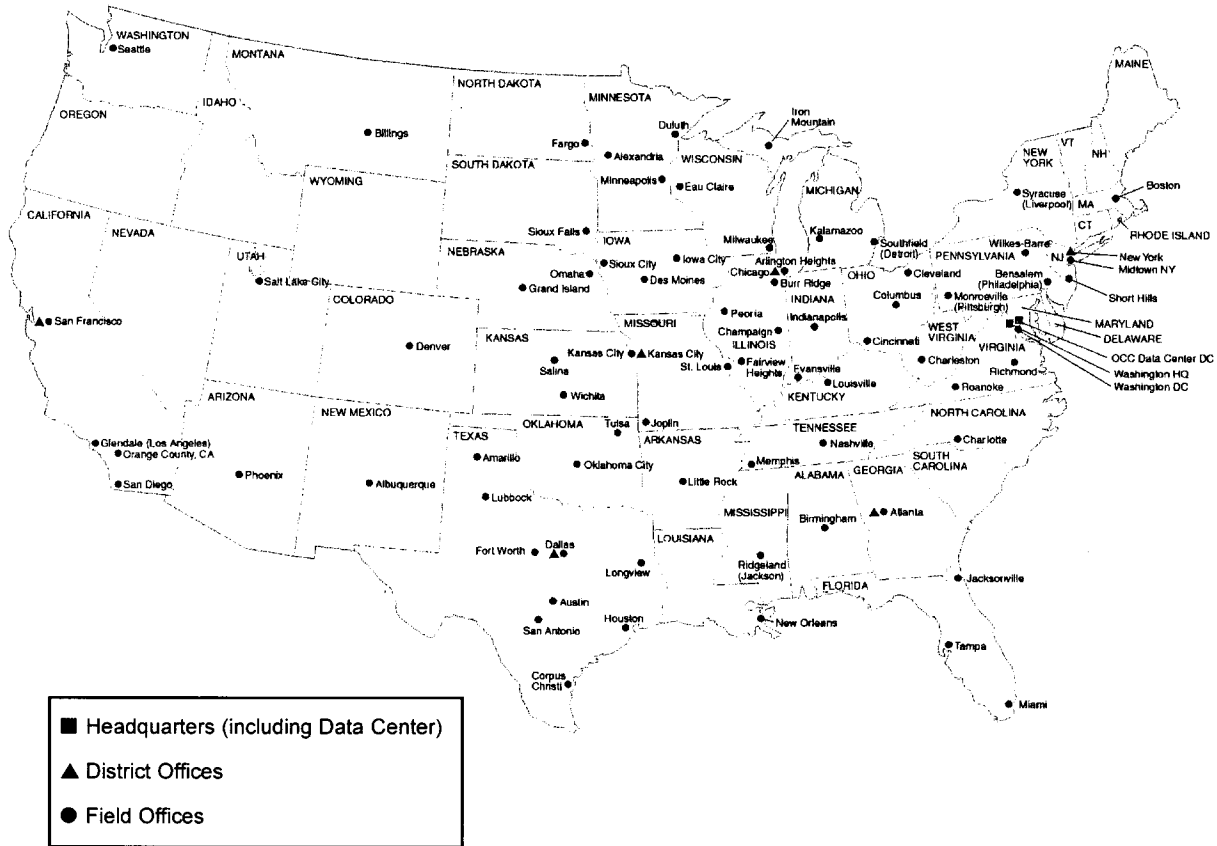 WASHINGTON
Seattle
MONTANA
NORTH DAKOTA
MINNESOTA
MAINE
OREGON
IDAHO
Billings
Fargo
Duluth
Alexandria
Iron
Mountain
WISCONSIN
NEW
YORK
VT
NH
SOUTH DAKOTA
WYOMING
Minneapolis
Eau Claire
MICHIGAN
Syracuse
(Liverpool)
MA
Boston
CT
RHODE ISLAND
CALIFORNIA
NEVADA
UTAH
Salt Lake City
NEBRASKA
Sioux Falls
IOWA
Sioux City
Iowa City
Omaha
Grand Island
Des Moines
Milwaukee
Kalamazoo
Southfield
(Detroit)
Arlington Heights
Chicago
Burr Ridge
OHIO
Cleveland
Wilkes-Barre
PENNSYLVANIA
NJ
New York
Midtown NY
Bensalem
(Philadelphia)
Short Hills
COLORADO
INDIANA
Columbus
Monroeville
(Pittsburgh)
San Francisco
Denver
KANSAS
MISSOURI
Peoria
Champaign
ILLINOIS
Indianapolis
WEST
VIRGINIA
MARYLAND
DELAWARE
VIRGINIA
OCC Data Center DC
Washington HQ
Washington DC
Kansas City
Kansas City
Salina
St. Louis
Fairview
Heights
Cincinnati
Charleston
Richmond
Evansville
Louisville
KENTUCKY
Roanoke
Wichita
ARIZONA
NEW MEXICO
OKLAHOMA
Tulsa
Joplin
TEXAS
ARKANSAS
TENNESSEE
Nashville
NORTH CAROLINA
Charlotte
Glendale (Los Angeles)
Orange County, CA
San Diego
Phoenix
Albuquerque
Amarillo
Oklahoma City
Memphis
SOUTH
CAROLINA
Lubbock
Little Rock
ALABAMA
GEORGIA
MISSISSIPPI
Birmingham
Atlanta
LOUISIANA
Fort Worth
Dallas
Longview
Ridgeland
(Jackson)
Jacksonville
FLORIDA
Austin
San Antonio
Houston
New Orleans
Tampa
Corpus
Christi
Miami
Headquarters (including Data Center)
District Offices
Field Offices